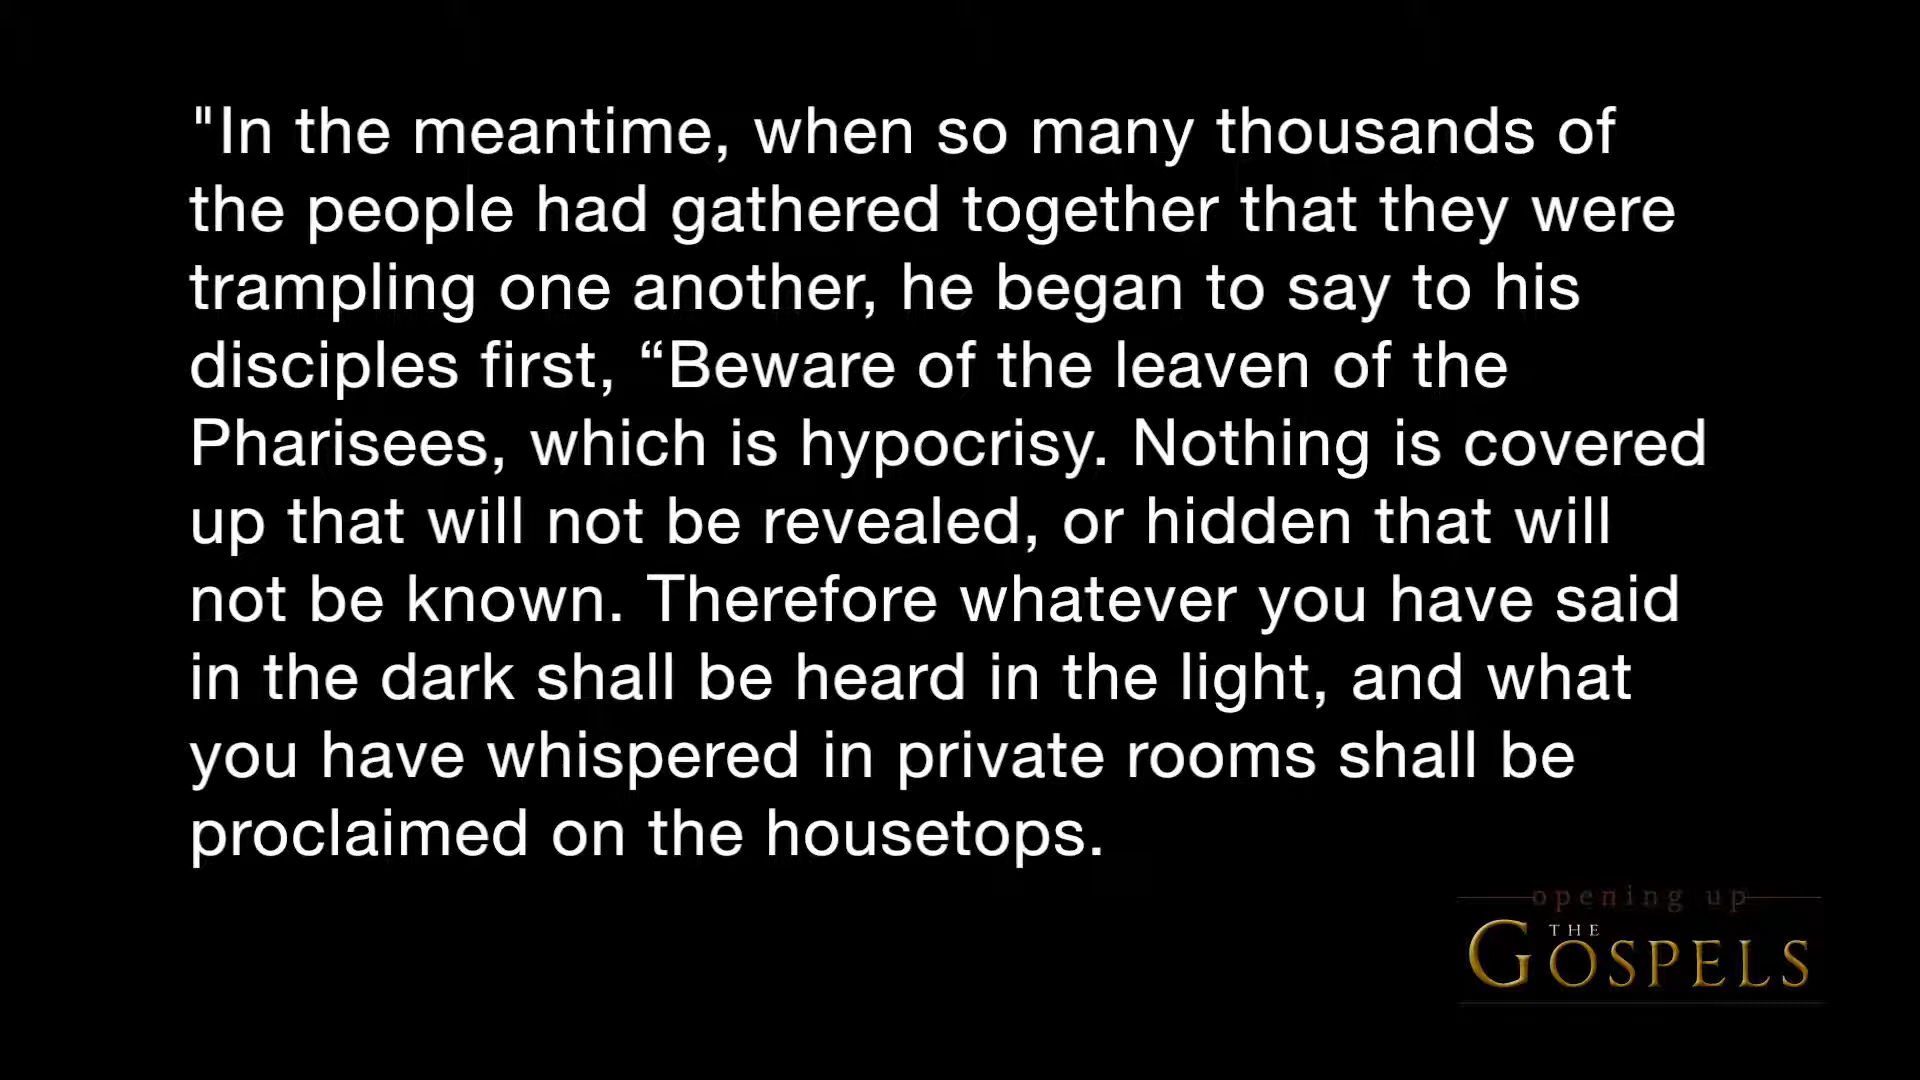 "In the meantime, when so many thousands of
the people had gathered together that they were
trampling one another, he began to say to his
disciples first, “Beware of the leaven of the
Pharisees, which is hypocrisy. Nothing is covered
up that will not be revealed, or hidden that will
not be known. Therefore whatever you have said
in the dark shall be heard in the light, and what
you have whispered in private rooms shall be
proclaimed on the housetops.
opening up
THE
GOSPELS